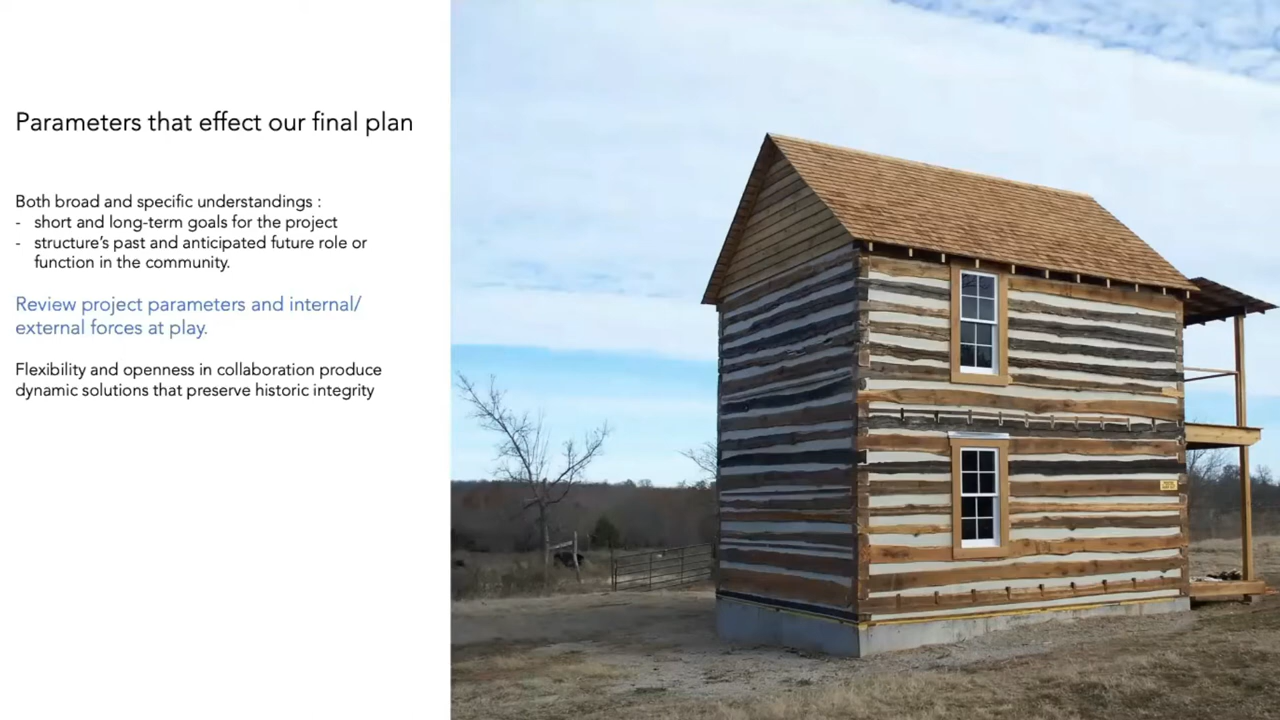 Parameters that effect our final plan
Both broad and specific understandings :
- short and long-term goals for the project
- structure's past and anticipated future role or
function in the community.
Review project parameters and internal/
external forces at play.
Flexibility and openness in collaboration produce
dynamic solutions that preserve historic integrity